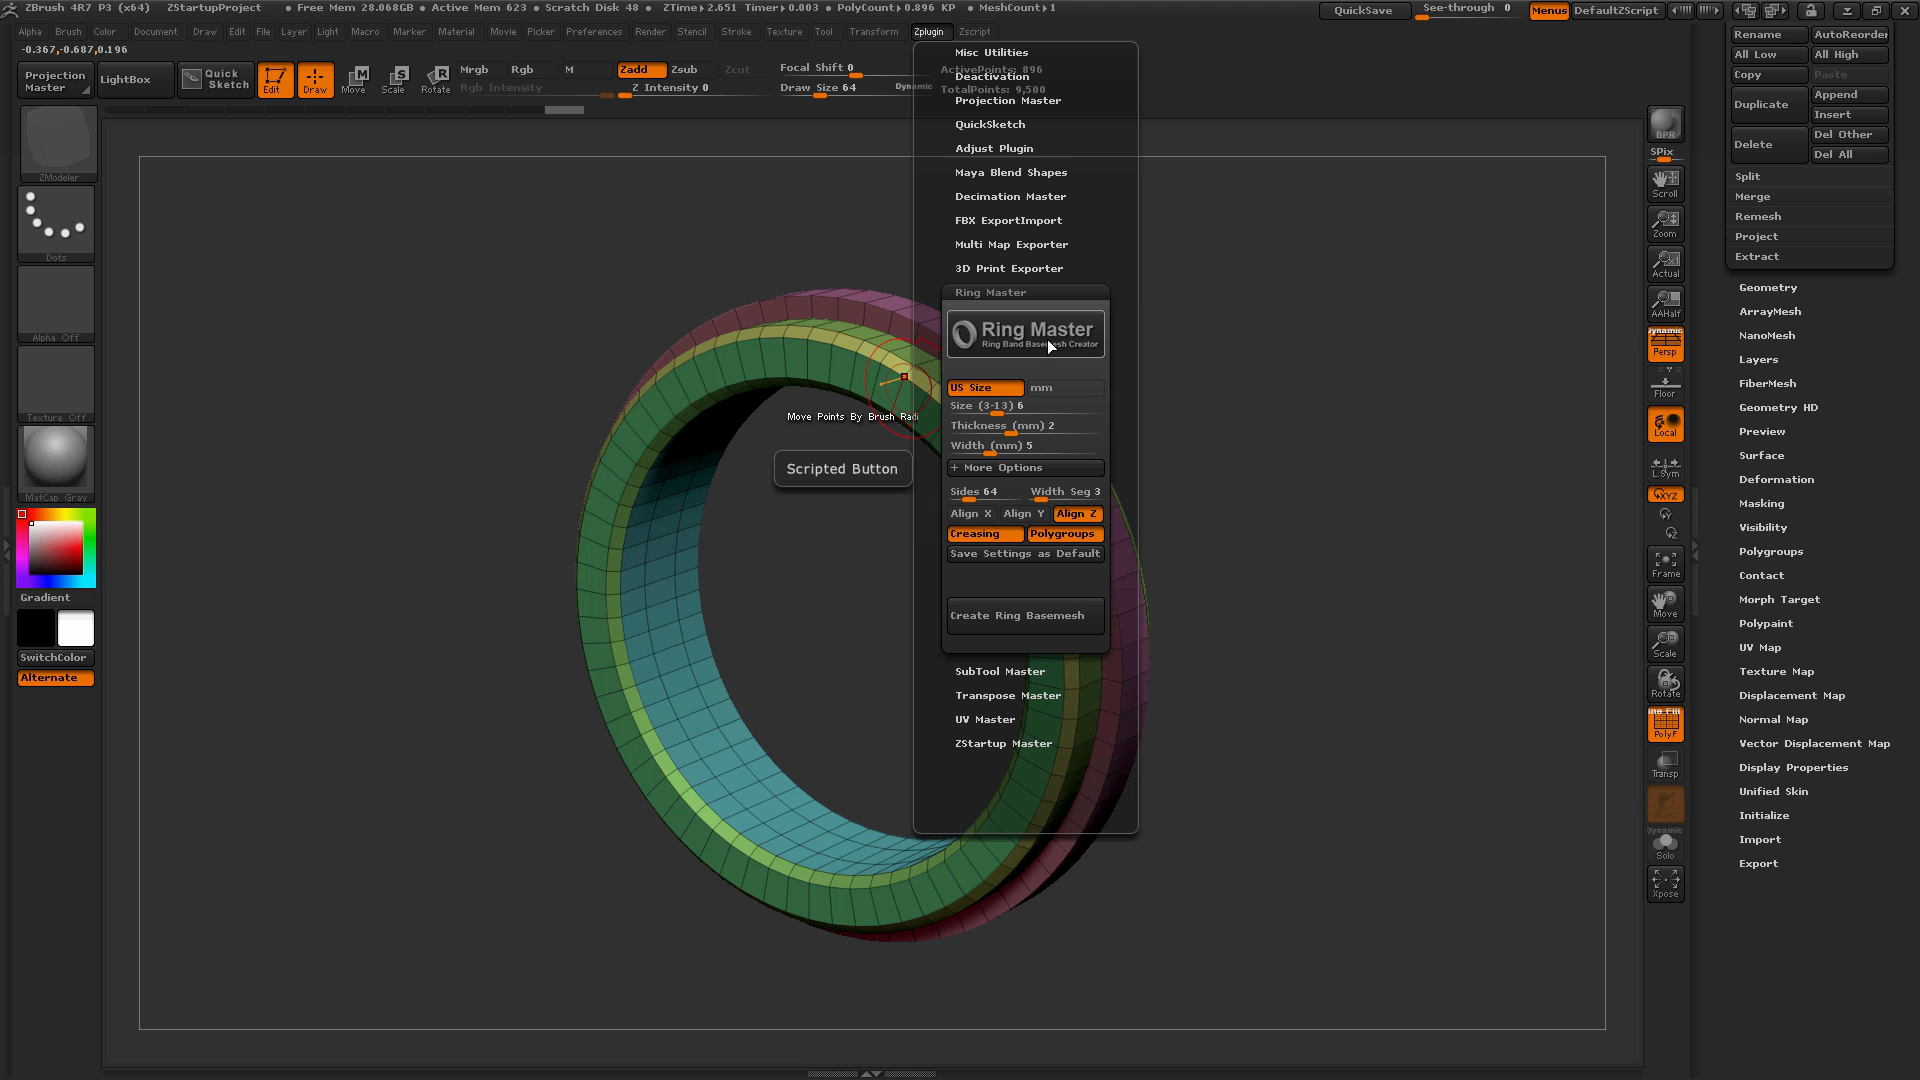 ZBrush 4R7 P3 (x64) ZStartupProject • Free Mem 28.068GB • Active Mem 623 • Scratch Disk 48 • ZTime▸2.651 Timer▸0.003 • PolyCount▸0.896 KP • MeshCount▸1
QuickSave See-through 0 Menus DefaultZScript
Alpha Brush Color Document Draw Edit File Layer Light Macro Marker Material Movie Picker Preferences Render Stencil Stroke Texture Tool Transform Zplugin Zscript
-0.367,-0.687,0.196
Projection Master
LightBox
Quick Sketch
Edit
Draw
Move
Scale
Rotate
Mrgb Rgb M
Rgb Intensity
Zadd Zsub Zcut
Z Intensity 0
Focal Shift 0
Draw Size 64
Dynamic
ActivePoints: 896
TotalPoints: 9,500
ZModeler
Dots
Alpha Off
Texture Off
MatCap Gray
Gradient
SwitchColor
Alternate
Misc Utilities
Deactivation
Projection Master
QuickSketch
Adjust Plugin
Maya Blend Shapes
Decimation Master
FBX ExportImport
Multi Map Exporter
3D Print Exporter
Ring Master
Ring Master
Ring Band Basemesh Creator
US Size mm
Size (3-13) 6
Thickness (mm) 2
Width (mm) 5
+ More Options
Sides 64 Width Seg 3
Align X Align Y Align Z
Creasing Polygroups
Save Settings as Default
Create Ring Basemesh
SubTool Master
Transpose Master
UV Master
ZStartup Master
Move Points By Brush Radi
Scripted Button
BPR
SPix
Scroll
Zoom
Actual
AAHalf
Dynamic
Persp
Floor
Local
L.Sym
XYZ
Frame
Move
Scale
Rotate
Line Fill
PolyF
Transp
Dynamic
Solo
Xpose
Rename AutoReorder
All Low All High
Copy Paste
Duplicate Append
Insert
Delete Del Other
Del All
Split
Merge
Remesh
Project
Extract
Geometry
ArrayMesh
NanoMesh
Layers
FiberMesh
Geometry HD
Preview
Surface
Deformation
Masking
Visibility
Polygroups
Contact
Morph Target
Polypaint
UV Map
Texture Map
Displacement Map
Normal Map
Vector Displacement Map
Display Properties
Unified Skin
Initialize
Import
Export